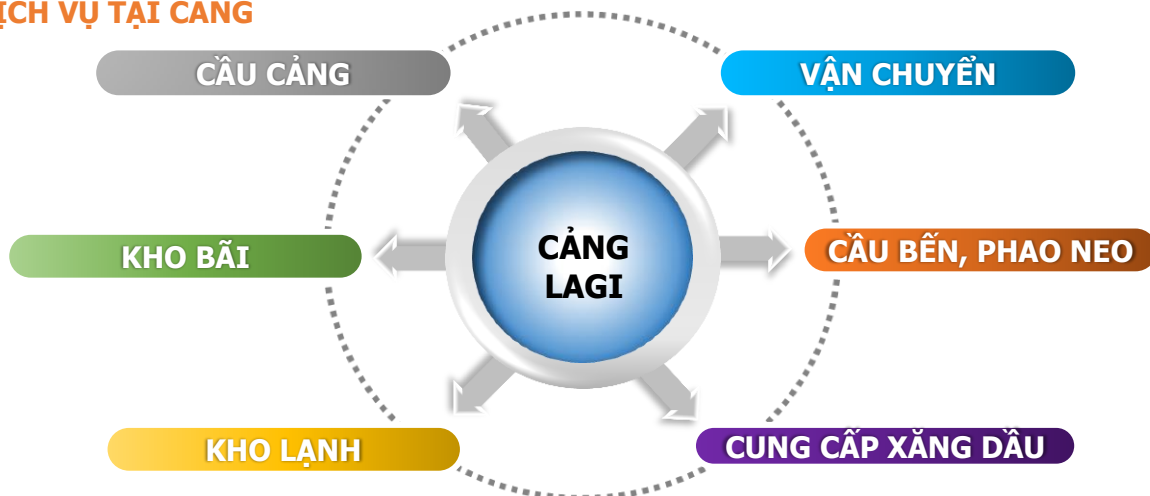 ỊCH VỤ TẠI CẢNG
CẦU CẢNG
VẬN CHUYỂN
KHO BÃI
CẢNG
LAGI
CẦU BẾN, PHAO NEO
KHO LẠNH
CUNG CẤP XĂNG DẦU